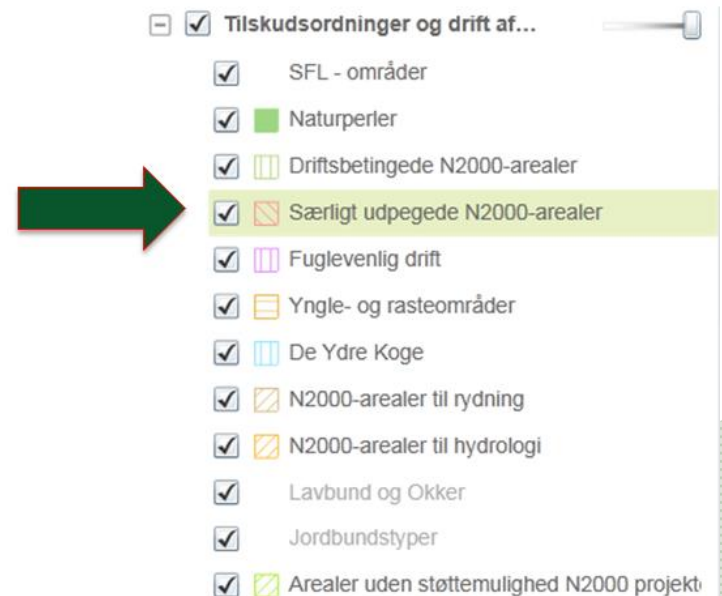 Tilskudsordninger og drift af...
SFL - områder
Naturperler
Driftsbetingede N2000-arealer
Særligt udpegede N2000-arealer
Fuglevenlig drift
Yngle- og rasteområder
De Ydre Koge
N2000-arealer til rydning
N2000-arealer til hydrologi
Lavbund og Okker
Jordbundstyper
Arealer uden støttemulighed N2000 projekt